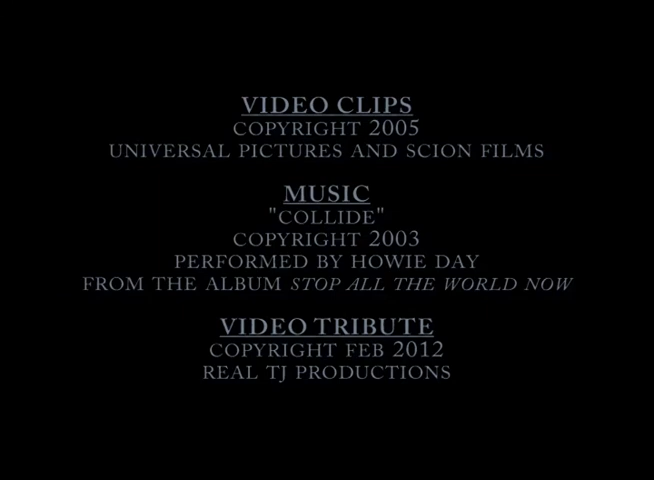 VIDEO CLIPS
COPYRIGHT 2005
UNIVERSAL PICTURES AND SCION FILMS
MUSIC
"COLLIDE"
COPYRIGHT 2003
PERFORMED BY HOWIE DAY
FROM THE ALBUM STOP ALL THE WORLD NOW
VIDEO TRIBUTE
COPYRIGHT FEB 2012
REAL TJ PRODUCTIONS